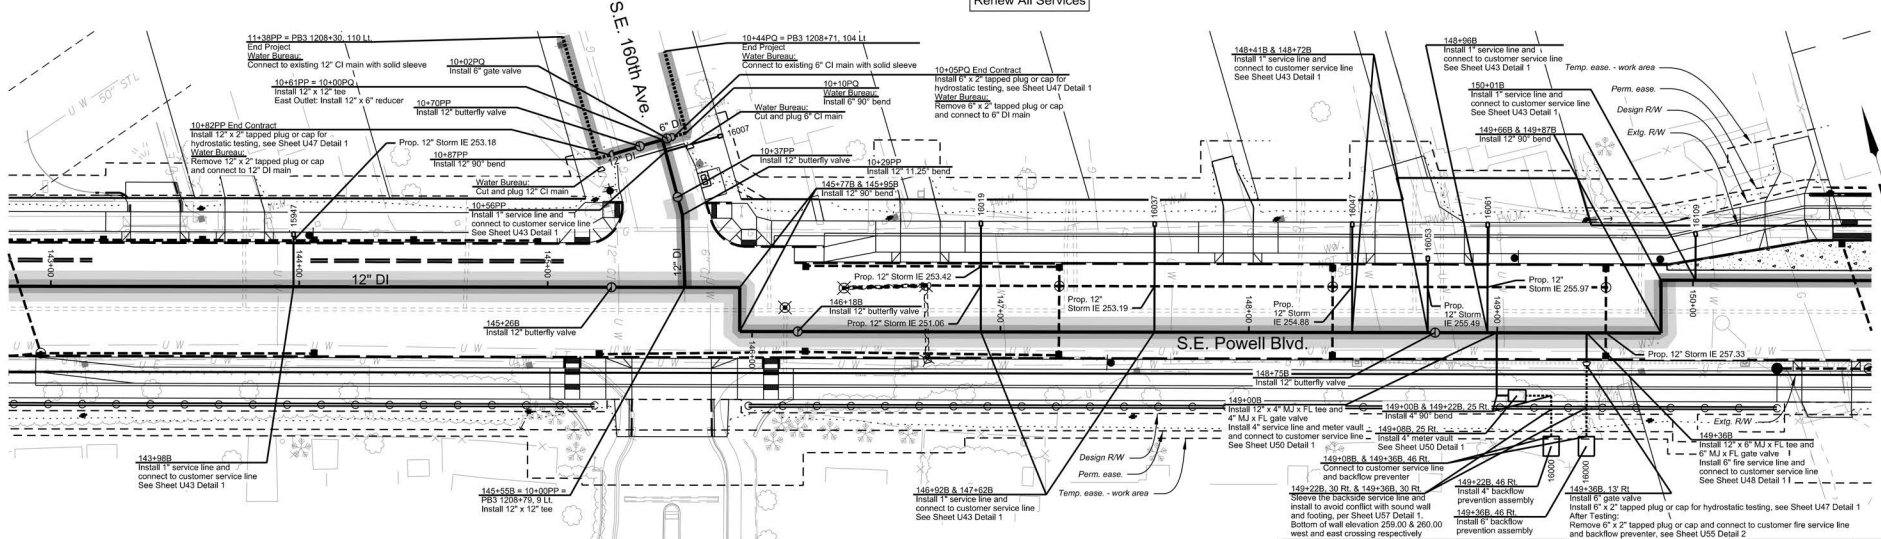 Renew All Services
S.E. 160th Ave.
11+38PP = PB3 1208+30, 110 Lt.
End Project
Water Bureau:
Connect to existing 12" CI main with solid sleeve
10+02PQ
Install 6" gate valve
10+61PP = 10+00PQ
Install 12" x 12" tee
East Outlet: Install 12" x 6" reducer
10+70PP
Install 12" butterfly valve
10+82PP End Contract
Install 12" x 2" tapped plug or cap for
hydrostatic testing, see Sheet U47 Detail 1
Water Bureau:
Remove 12" x 2" tapped plug or cap
and connect to 12" DI main
Prop. 12" Storm IE 253.18
10+87PP
Install 12" 90° bend
Water Bureau:
Cut and plug 12" CI main
10+56PP
Install 1" service line and
connect to customer service line
See Sheet U43 Detail 1
10+44PQ = PB3 1208+71, 104 Lt
End Project
Water Bureau:
Connect to existing 6" CI main with solid sleeve
10+05PQ End Contract
Install 6" x 2" tapped plug or cap for
hydrostatic testing, see Sheet U47 Detail 1
Water Bureau:
Remove 6" x 2" tapped plug or cap
and connect to 6" DI main
10+10PQ
Water Bureau:
Install 6" 90° bend
Water Bureau:
Cut and plug 6" CI main
6" DI
12" DI
16007
10+37PP
Install 12" butterfly valve
10+29PP
Install 12" 11.25° bend
145+77B & 145+95B
Install 12" 90° bend
148+41B & 148+72B
Install 1" service line and
connect to customer service line
See Sheet U43 Detail 1
148+96B
Install 1" service line and
connect to customer service line
See Sheet U43 Detail 1
150+01B
Install 1" service line and
connect to customer service line
See Sheet U43 Detail 1
149+66B & 149+87B
Install 12" 90° bend
Temp. ease. - work area
Perm. ease.
Design R/W
Extg. R/W
15947
16019
16037
16047
16053
16061
16109
143+00
144+00
145+00
146+00
147+00
148+00
149+00
150+00
12" DI
12" DI
Prop. 12" Storm IE 253.42
Prop. 12"
Storm IE 253.19
Prop.
12"
Storm
IE 254.88
Prop.
12" Storm
IE 255.49
Prop. 12"
Storm IE 255.97
146+18B
Install 12" butterfly valve
Prop. 12" Storm IE 251.06
145+26B
Install 12" butterfly valve
S.E. Powell Blvd.
Prop. 12" Storm IE 257.33
148+75B
Install 12" butterfly valve
149+00B
Install 12" x 4" MJ x FL tee and
4" MJ x FL gate valve
Install 4" service line and meter vault
and connect to customer service line
See Sheet U50 Detail 1
149+00B & 149+22B, 25 Rt.
Install 4" 90° bend
149+08B, 25 Rt.
Install 4" meter vault
See Sheet U50 Detail 1
149+08B, & 149+36B, 46 Rt.
Connect to customer service line
and backflow preventer
149+22B, 30 Rt. & 149+36B, 30 Rt.
Sleeve the backside service line and
install to avoid conflict with sound wall
and footing, per Sheet U57 Detail 1.
Bottom of wall elevation 259.00 & 260.00
west and east crossing respectively
149+22B, 46 Rt.
Install 4" backflow
prevention assembly
149+36B, 46 Rt.
Install 6" backflow
prevention assembly
16000
16000
149+36B, 13' Rt
Install 6" gate valve
Install 6" x 2" tapped plug or cap for hydrostatic testing, see Sheet U47 Detail 1
After Testing:
Remove 6" x 2" tapped plug or cap and connect to customer fire service line
and backflow preventer, see Sheet U55 Detail 2
149+36B
Install 12" x 6" MJ x FL tee and
6" MJ x FL gate valve
Install 6" fire service line and
connect to customer service line
See Sheet U48 Detail 1
Extg. R/W
Design R/W
Perm. ease.
Temp. ease. - work area
143+98B
Install 1" service line and
connect to customer service line
See Sheet U43 Detail 1
145+55B = 10+00PP =
PB3 1208+79, 9 Lt.
Install 12" x 12" tee
146+92B & 147+62B
Install 1" service line and
connect to customer service line
See Sheet U43 Detail 1